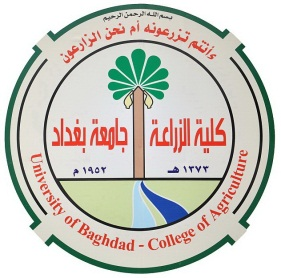 بسم الله الرحمن الرحيم
ءأنتم تزرعونه أم نحن الزارعون
كلية الزراعة جامعة بغداد
١٣٧٣ هـ ١٩٥٢ م
University of Baghdad - College of Agriculture